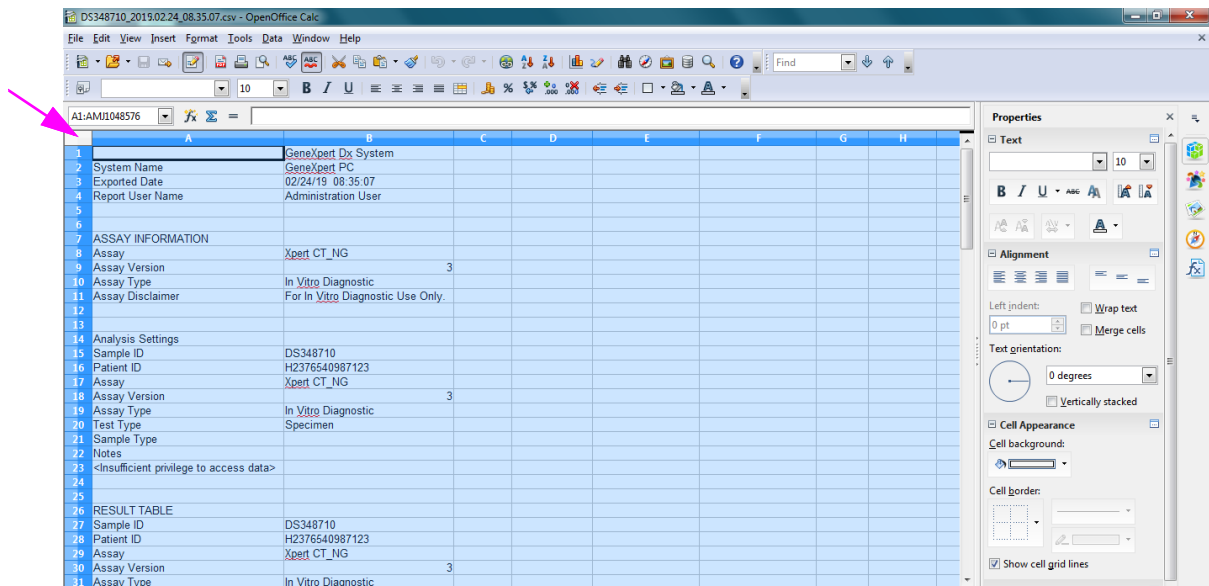 DS348710_2019.02.24_08.35.07.csv - OpenOffice Calc
File Edit View Insert Format Tools Data Window Help
Find
10
A1:AMJ1048576
A B C D E F G H
1 GeneXpert Dx System
2 System Name GeneXpert PC
3 Exported Date 02/24/19 08:35:07
4 Report User Name Administration User
5
6
7 ASSAY INFORMATION
8 Assay Xpert CT_NG
9 Assay Version 3
10 Assay Type In Vitro Diagnostic
11 Assay Disclaimer For In Vitro Diagnostic Use Only.
12
13
14 Analysis Settings
15 Sample ID DS348710
16 Patient ID H2376540987123
17 Assay Xpert CT_NG
18 Assay Version 3
19 Assay Type In Vitro Diagnostic
20 Test Type Specimen
21 Sample Type
22 Notes
23 <Insufficient privilege to access data>
24
25
26 RESULT TABLE
27 Sample ID DS348710
28 Patient ID H2376540987123
29 Assay Xpert CT_NG
30 Assay Version 3
31 Assay Type In Vitro Diagnostic
Properties
Text
10
Alignment
Left indent:
Wrap text
0 pt
Merge cells
Text orientation:
0 degrees
Vertically stacked
Cell Appearance
Cell background:
Cell border:
Show cell grid lines